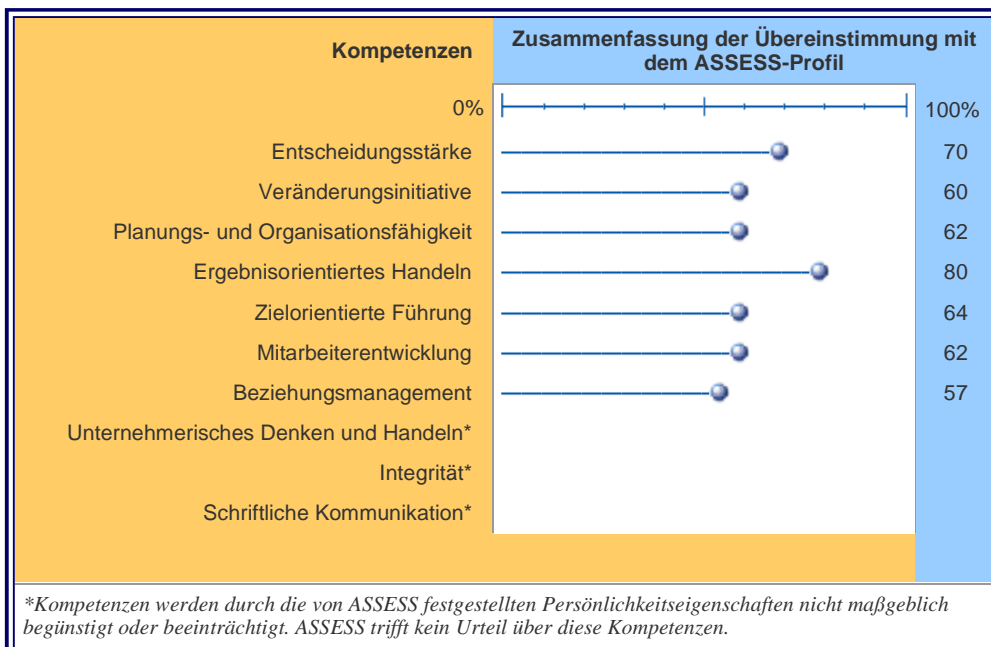 Kompetenzen
Zusammenfassung der Übereinstimmung mit
dem ASSESS-Profil
0% 100%
Entscheidungsstärke 70
Veränderungsinitiative 60
Planungs- und Organisationsfähigkeit 62
Ergebnisorientiertes Handeln 80
Zielorientierte Führung 64
Mitarbeiterentwicklung 62
Beziehungsmanagement 57
Unternehmerisches Denken und Handeln*
Integrität*
Schriftliche Kommunikation*
*Kompetenzen werden durch die von ASSESS festgestellten Persönlichkeitseigenschaften nicht maßgeblich
begünstigt oder beeinträchtigt. ASSESS trifft kein Urteil über diese Kompetenzen.